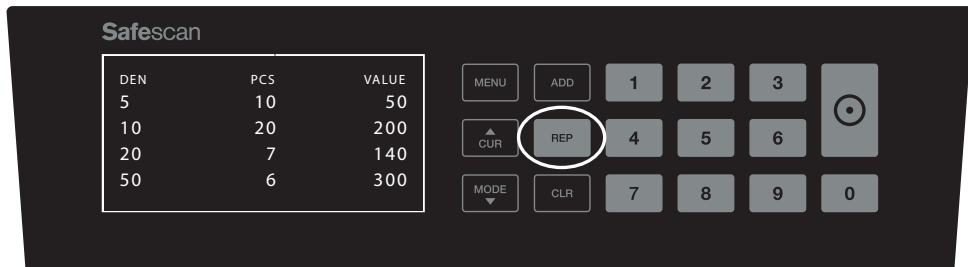 Safescan
DEN PCS VALUE
5 10 50
10 20 200
20 7 140
50 6 300
MENU ADD 1 2 3
CUR REP 4 5 6
MODE CLR 7 8 9 0